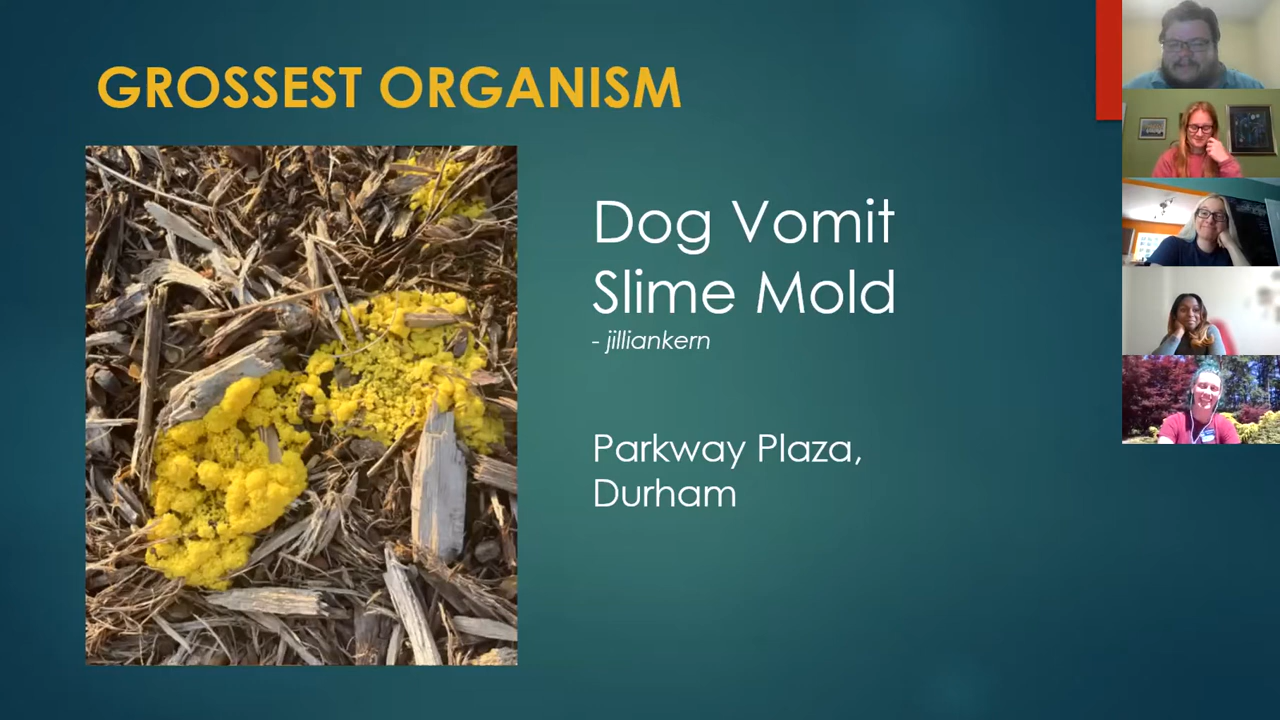 GROSSEST ORGANISM
Dog Vomit
Slime Mold
- jilliankern
Parkway Plaza,
Durham